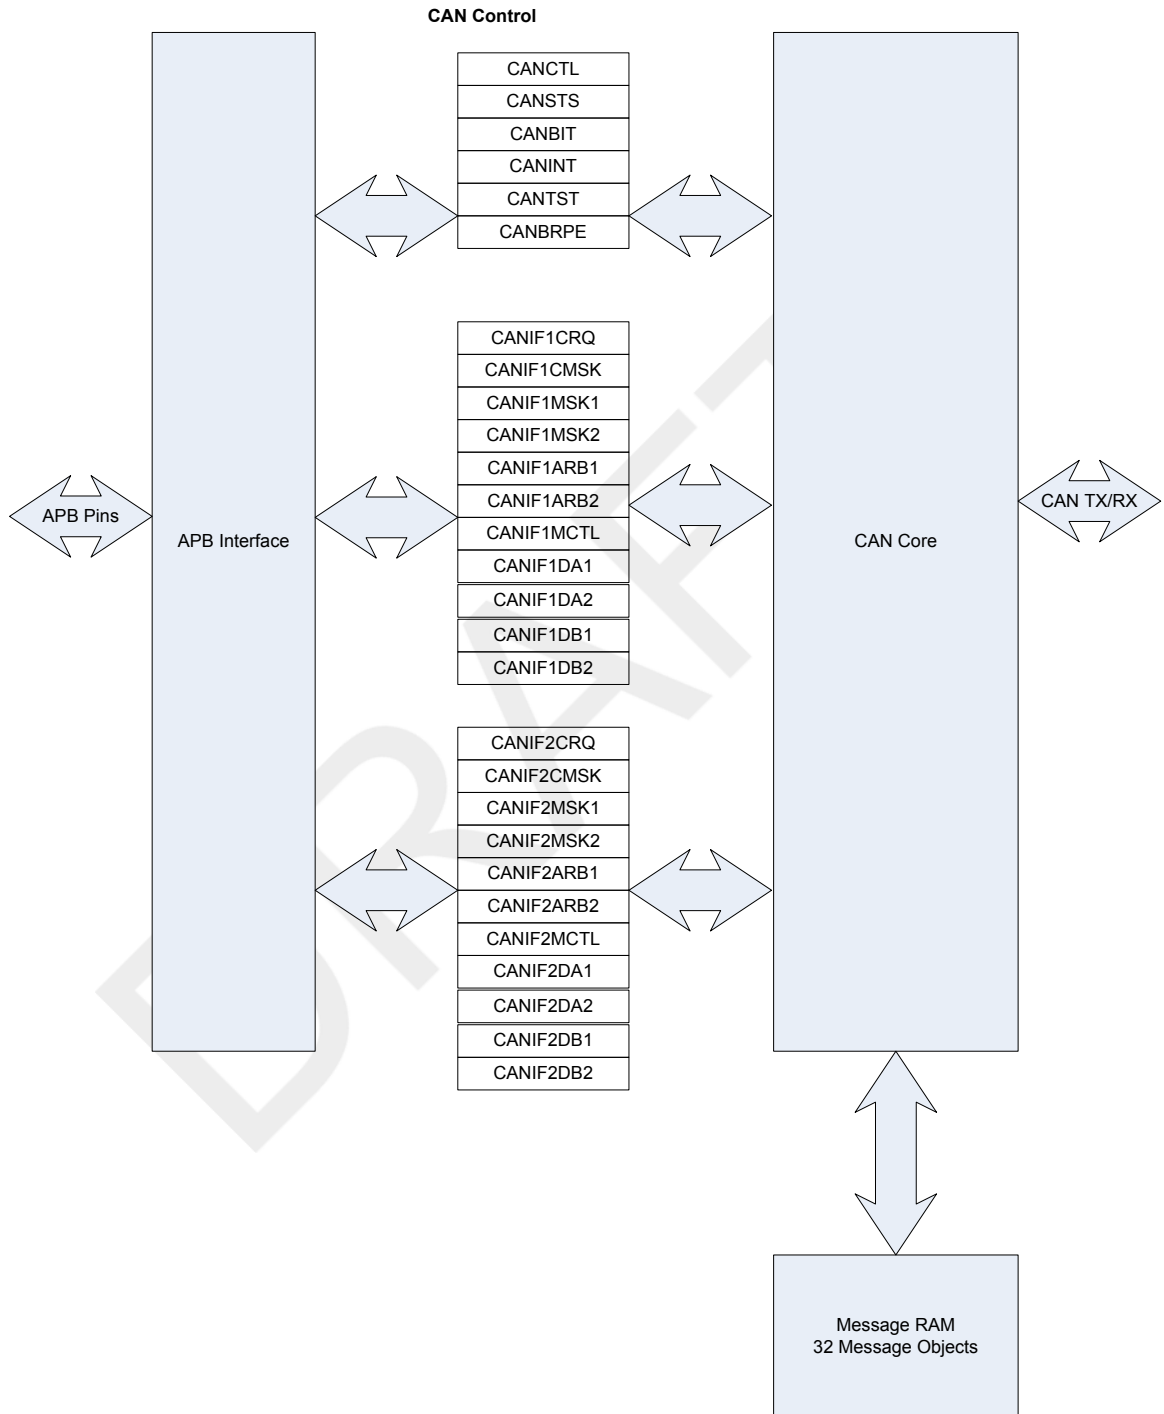 CAN Control
CANCTL
CANSTS
CANBIT
CANINT
CANTST
CANBRPE
CANIF1CRQ
CANIF1CMSK
CANIF1MSK1
CANIF1MSK2
CANIF1ARB1
CANIF1ARB2
CANIF1MCTL
CANIF1DA1
CANIF1DA2
CANIF1DB1
CANIF1DB2
APB Pins
APB Interface
CAN Core
CAN TX/RX
CANIF2CRQ
CANIF2CMSK
CANIF2MSK1
CANIF2MSK2
CANIF2ARB1
CANIF2ARB2
CANIF2MCTL
CANIF2DA1
CANIF2DA2
CANIF2DB1
CANIF2DB2
Message RAM
32 Message Objects
DRAFT